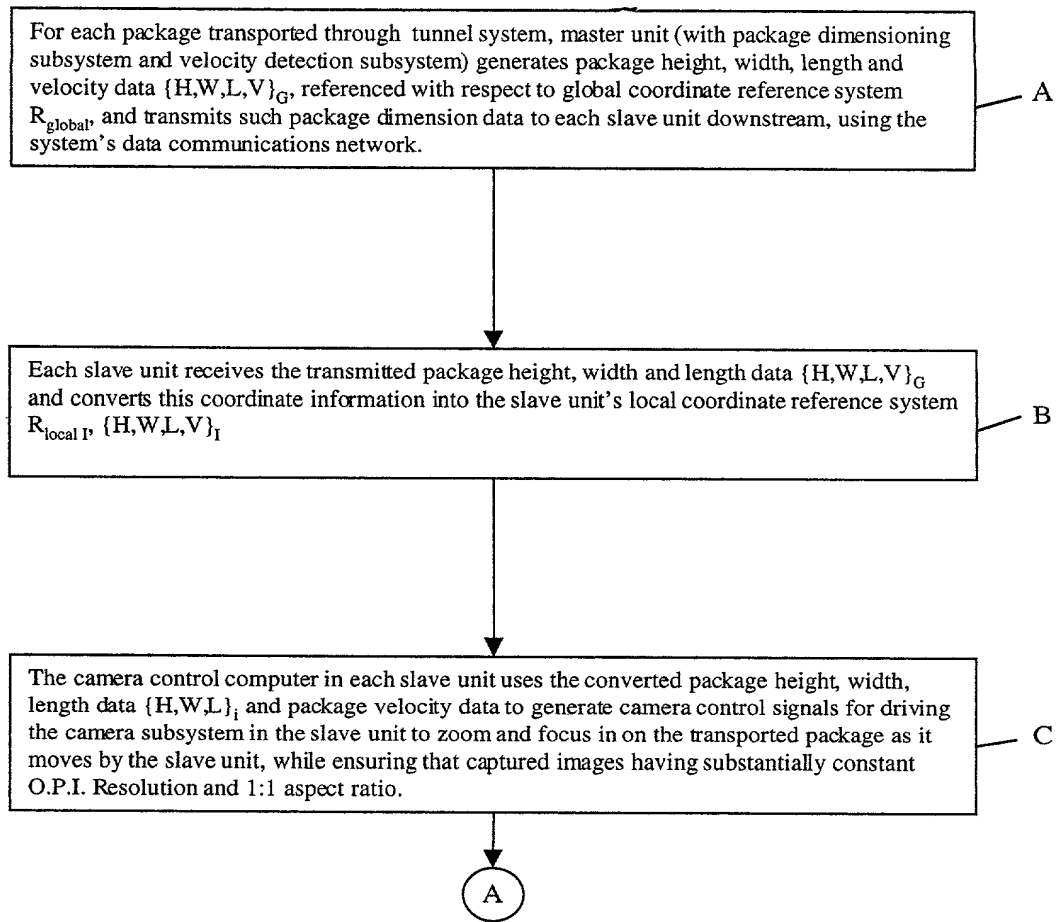 For each package transported through tunnel system, master unit (with package dimensioning
subsystem and velocity detection subsystem) generates package height, width, length and
velocity data {H,W,L,V}G, referenced with respect to global coordinate reference system
Rglobal, and transmits such package dimension data to each slave unit downstream, using the
system's data communications network.
A
Each slave unit receives the transmitted package height, width and length data {H,W,L,V}G
and converts this coordinate information into the slave unit's local coordinate reference system
Rlocal I, {H,W,L,V}I
B
The camera control computer in each slave unit uses the converted package height, width,
length data {H,W,L}i and package velocity data to generate camera control signals for driving
the camera subsystem in the slave unit to zoom and focus in on the transported package as it
moves by the slave unit, while ensuring that captured images having substantially constant
O.P.I. Resolution and 1:1 aspect ratio.
C
A